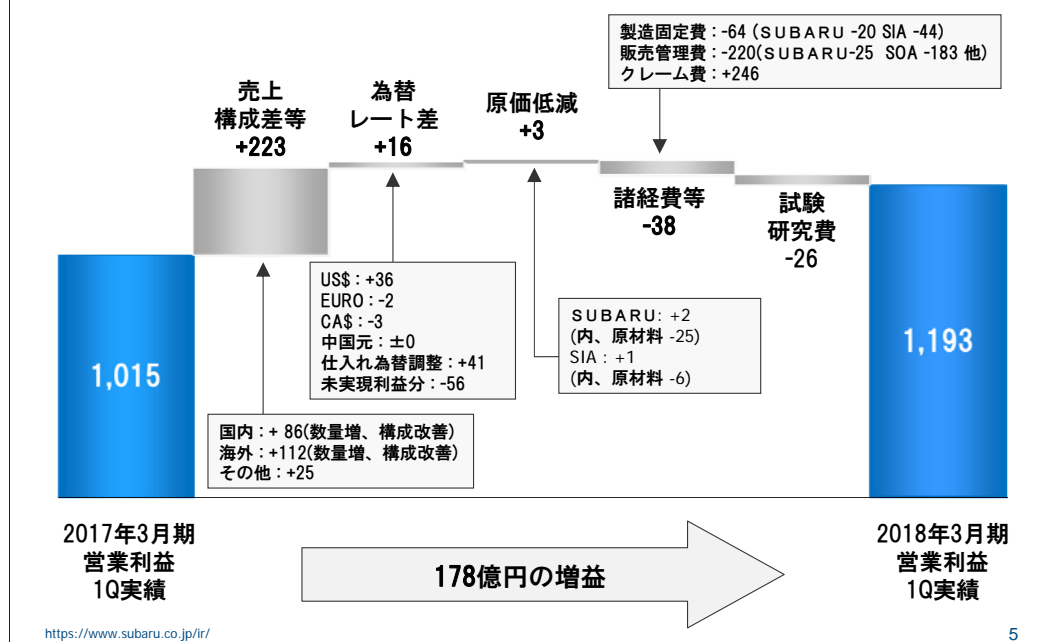 製造固定費：-64 (ＳＵＢＡＲＵ -20 SIA -44)
販売管理費：-220(ＳＵＢＡＲＵ-25 SOA -183 他)
クレーム費：+246
売上
構成差等
+223
為替
レート差
+16
原価低減
+3
諸経費等
-38
試験
研究費
-26
US$：+36
EURO：-2
CA$：-3
中国元：±0
仕入れ為替調整：+41
未実現利益分：-56
ＳＵＢＡＲＵ: +2
(内、原材料 -25)
SIA : +1
(内、原材料 -6)
1,015
1,193
国内：+ 86(数量増、構成改善)
海外：+112(数量増、構成改善)
その他：+25
2017年3月期
営業利益
1Q実績
178億円の増益
2018年3月期
営業利益
1Q実績
https://www.subaru.co.jp/ir/
5